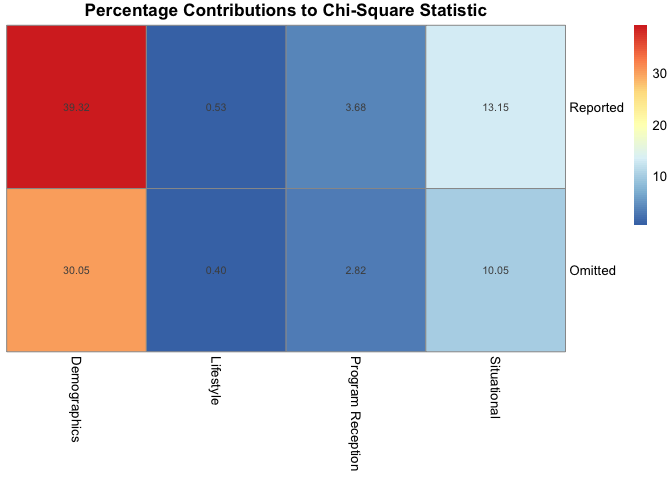 Percentage Contributions to Chi-Square Statistic
39.32 0.53 3.68 13.15 Reported
30.05 0.40 2.82 10.05 Omitted
Demographics
Lifestyle
Program Reception
Situational
30
20
10